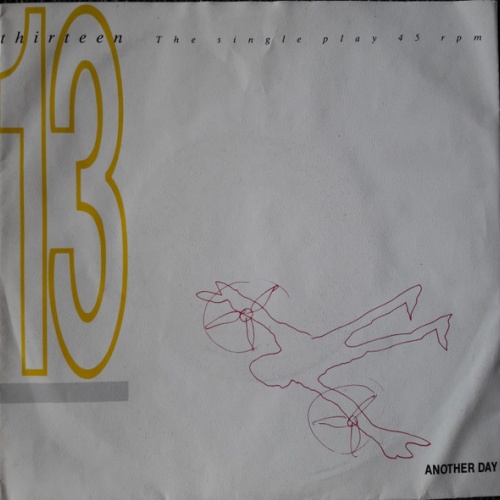 thirteen The single play 45 rpm
13
ANOTHER DAY